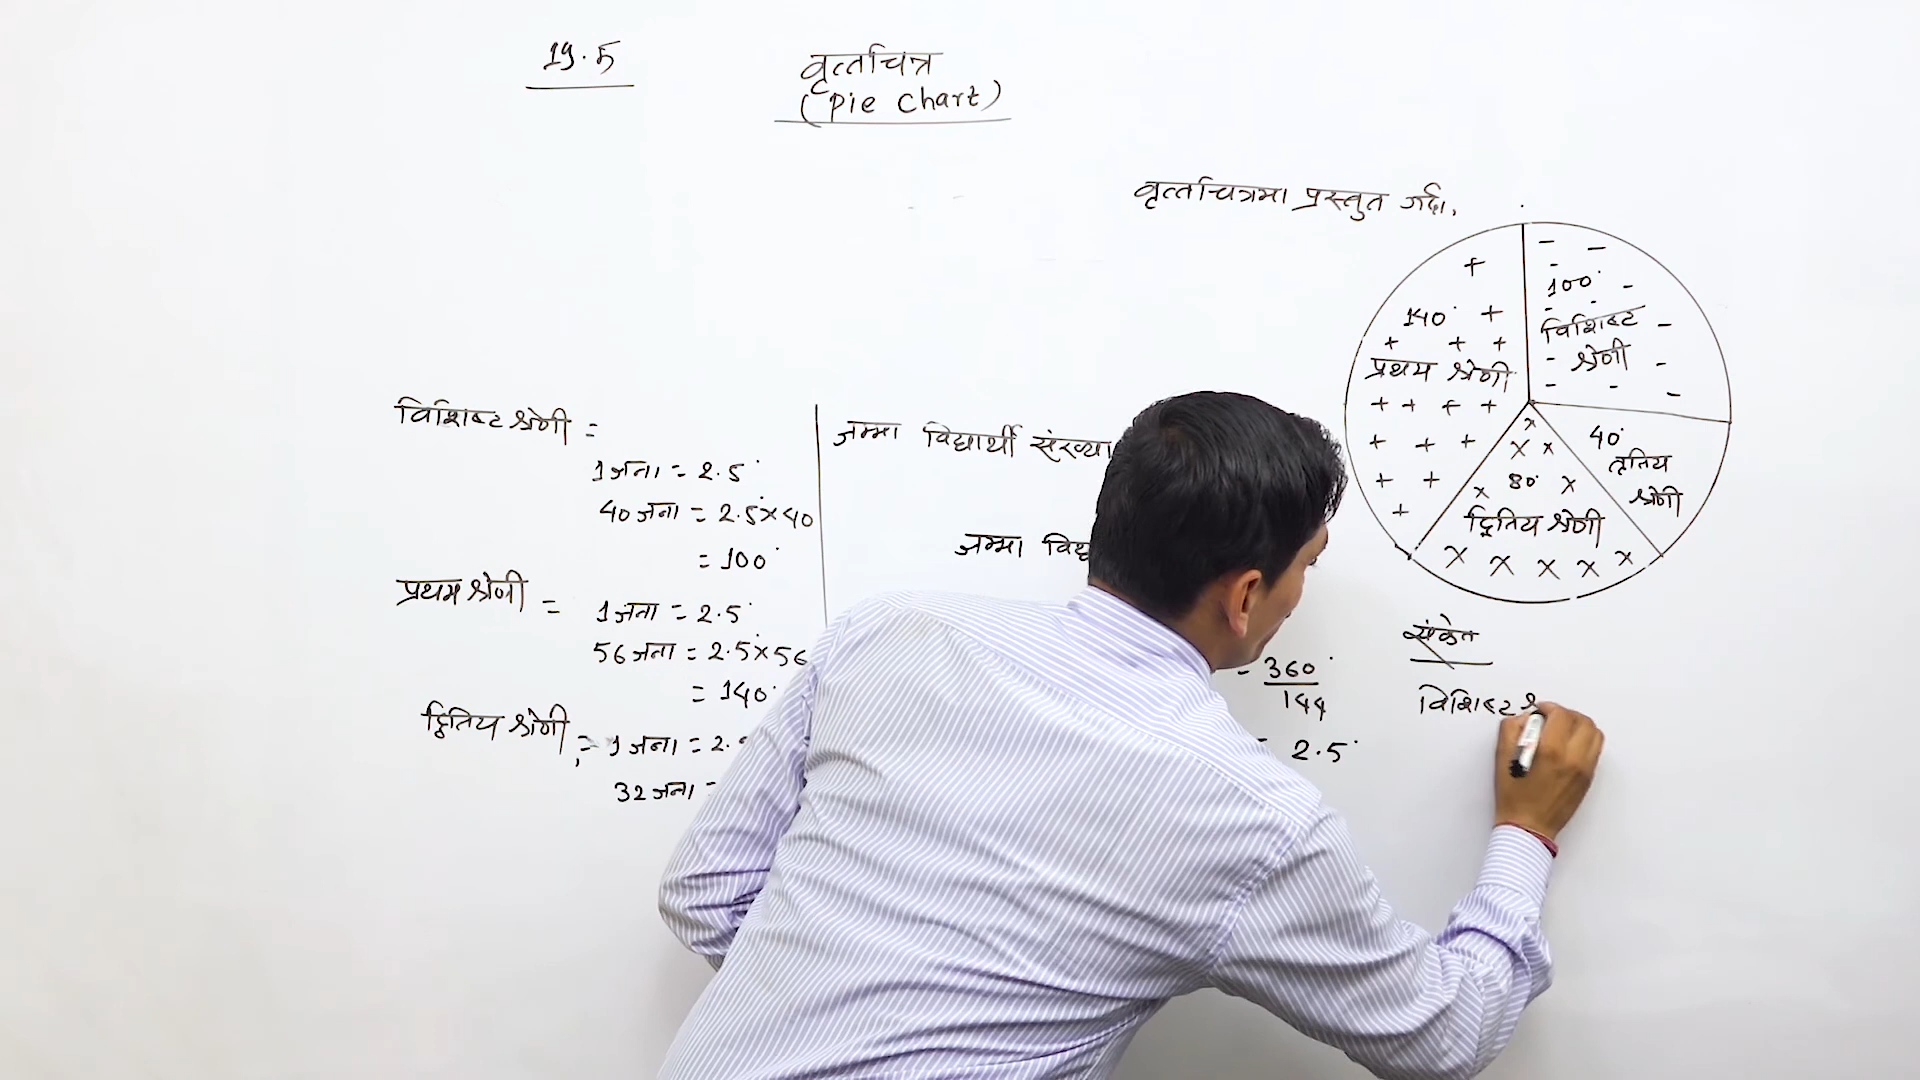 19.5
वृत्तचित्र
(Pie Chart)
वृत्तचित्रमा प्रस्तुत गर्दा,
100°
विशिष्ट
श्रेणी
140°
प्रथम श्रेणी
40°
तृतिय
श्रेणी
80°
द्वितिय श्रेणी
विशिष्ट श्रेणी =
1 जना = 2.5°
40 जना = 2.5°×40
= 100°
प्रथम श्रेणी =
1 जना = 2.5°
56 जना = 2.5°×56
= 140°
द्वितिय श्रेणी =
1 जना = 2.
32 जना =
जम्मा विद्यार्थी संख्या
जम्मा
= 360°
144
= 2.5°
संकेत
विशिष्ट